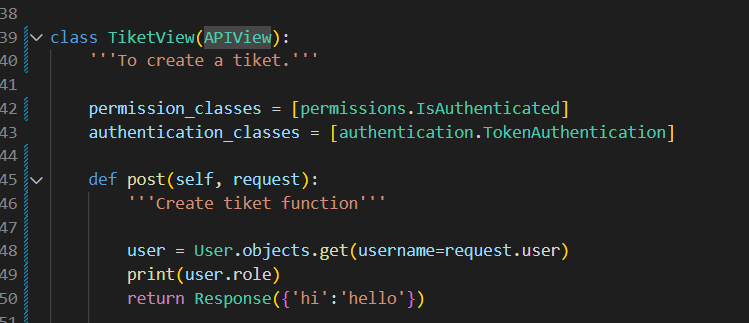 38
39 class TiketView(APIView):
40 '''To create a tiket.'''
41
42 permission_classes = [permissions.IsAuthenticated]
43 authentication_classes = [authentication.TokenAuthentication]
44
45 def post(self, request):
46 '''Create tiket function'''
47
48 user = User.objects.get(username=request.user)
49 print(user.role)
50 return Response({'hi':'hello'})
51